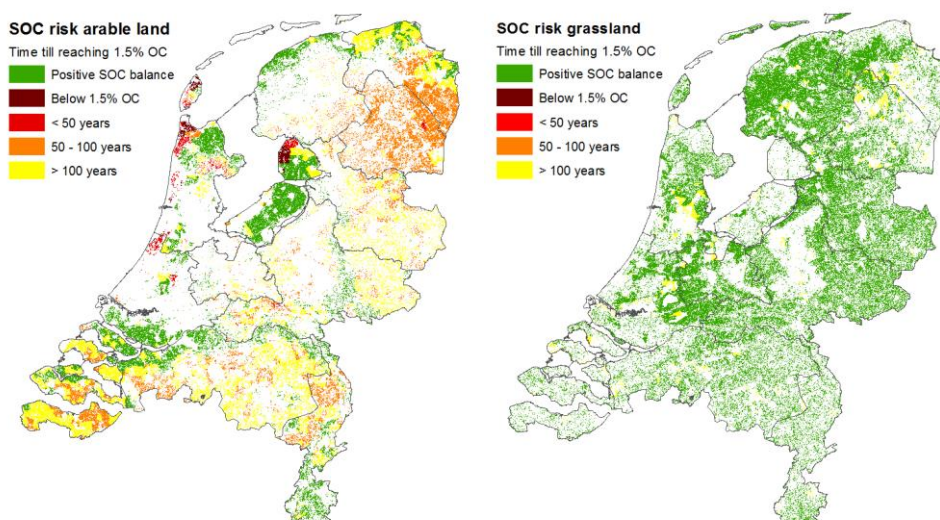 SOC risk arable land
Time till reaching 1.5% OC
Positive SOC balance
Below 1.5% OC
< 50 years
50 - 100 years
> 100 years
SOC risk grassland
Time till reaching 1.5% OC
Positive SOC balance
Below 1.5% OC
< 50 years
50 - 100 years
> 100 years